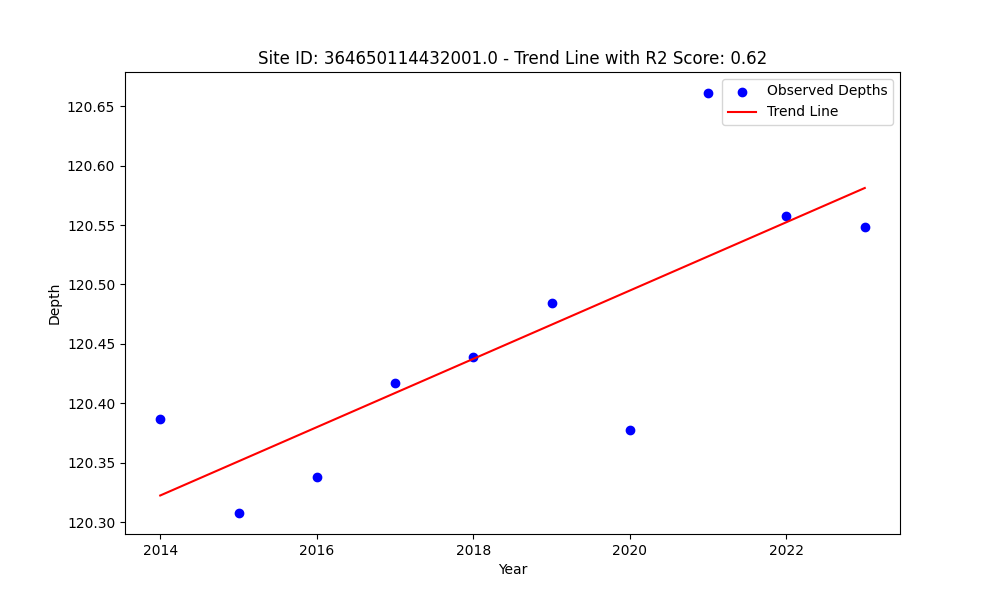 Site ID: 364650114432001.0 - Trend Line with R2 Score: 0.62
Observed Depths
Trend Line
120.65
120.60
120.55
120.50
120.45
120.40
120.35
120.30
Depth
2014
2016
2018
2020
2022
Year